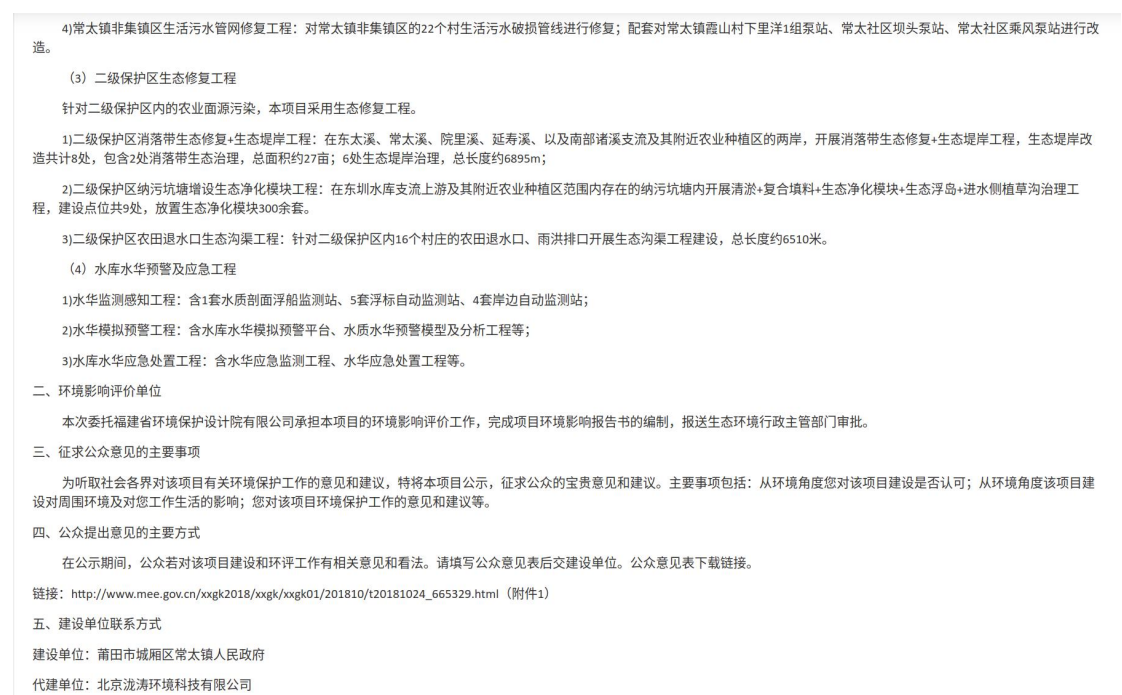 4)常太镇非集镇区生活污水管网修复工程：对常太镇非集镇区的22个村生活污水破损管线进行修复；配套对常太镇霞山村下里洋1组泵站、常太社区坝头泵站、常太社区乘风泵站进行改
造。
（3）二级保护区生态修复工程
针对二级保护区内的农业面源污染，本项目采用生态修复工程。
1)二级保护区消落带生态修复+生态堤岸工程：在东太溪、常太溪、院里溪、延寿溪、以及南部诸溪支流及其附近农业种植区的两岸，开展消落带生态修复+生态堤岸工程，生态堤岸改
造共计8处，包含2处消落带生态治理，总面积约27亩；6处生态堤岸治理，总长度约6895m；
2)二级保护区纳污坑塘增设生态净化模块工程：在东圳水库支流上游及其附近农业种植区范围内存在的纳污坑塘内开展清淤+复合填料+生态净化模块+生态浮岛+进水侧植草沟治理工
程，建设点位共9处，放置生态净化模块300余套。
3)二级保护区农田退水口生态沟渠工程：针对二级保护区内16个村庄的农田退水口、雨洪排口开展生态沟渠工程建设，总长度约6510米。
（4）水库水华预警及应急工程
1)水华监测感知工程：含1套水质剖面浮船监测站、5套浮标自动监测站、4套岸边自动监测站；
2)水华模拟预警工程：含水库水华模拟预警平台、水质水华预警模型及分析工程等；
3)水库水华应急处置工程：含水华应急监测工程、水华应急处置工程等。
二、环境影响评价单位
本次委托福建省环境保护设计院有限公司承担本项目的环境影响评价工作，完成项目环境影响报告书的编制，报送生态环境行政主管部门审批。
三、征求公众意见的主要事项
为听取社会各界对该项目有关环境保护工作的意见和建议，特将本项目公示，征求公众的宝贵意见和建议。主要事项包括：从环境角度您对该项目建设是否认可；从环境角度该项目建
设对周围环境及对您工作生活的影响；您对该项目环境保护工作的意见和建议等。
四、公众提出意见的主要方式
在公示期间，公众若对该项目建设和环评工作有相关意见和看法。请填写公众意见表后交建设单位。公众意见表下载链接。
链接：http://www.mee.gov.cn/xxgk2018/xxgk/xxgk01/201810/t20181024_665329.html（附件1）
五、建设单位联系方式
建设单位：莆田市城厢区常太镇人民政府
代建单位：北京泷涛环境科技有限公司